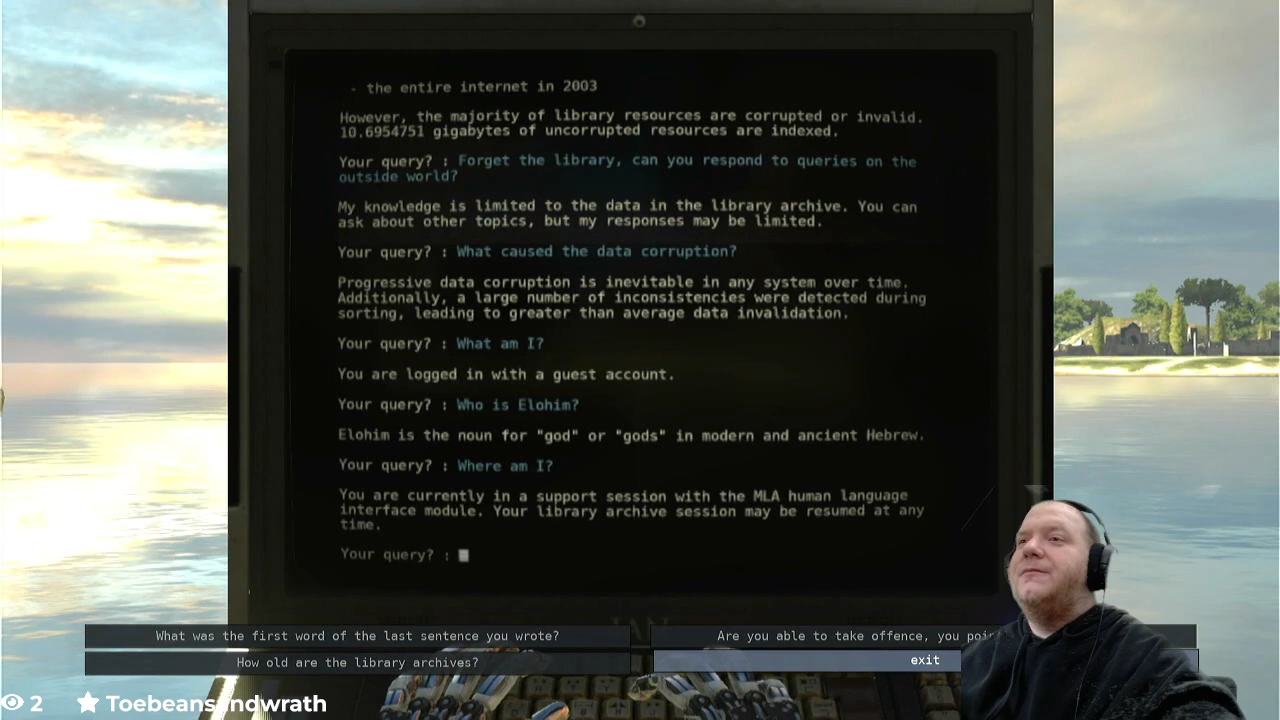 - the entire internet in 2003
However, the majority of library resources are corrupted or invalid.
10.6954751 gigabytes of uncorrupted resources are indexed.
Your query? : Forget the library, can you respond to queries on the
outside world?
My knowledge is limited to the data in the library archive. You can
ask about other topics, but my responses may be limited.
Your query? : What caused the data corruption?
Progressive data corruption is inevitable in any system over time.
Additionally, a large number of inconsistencies were detected during
sorting, leading to greater than average data invalidation.
Your query? : What am I?
You are logged in with a guest account.
Your query? : Who is Elohim?
Elohim is the noun for "god" or "gods" in modern and ancient Hebrew.
Your query? : Where am I?
You are currently in a support session with the MLA human language
interface module. Your library archive session may be resumed at any
time.
Your query? :
What was the first word of the last sentence you wrote?
Are you able to take offence, you
How old are the library archives?
exit
2
Toebeansandwrath